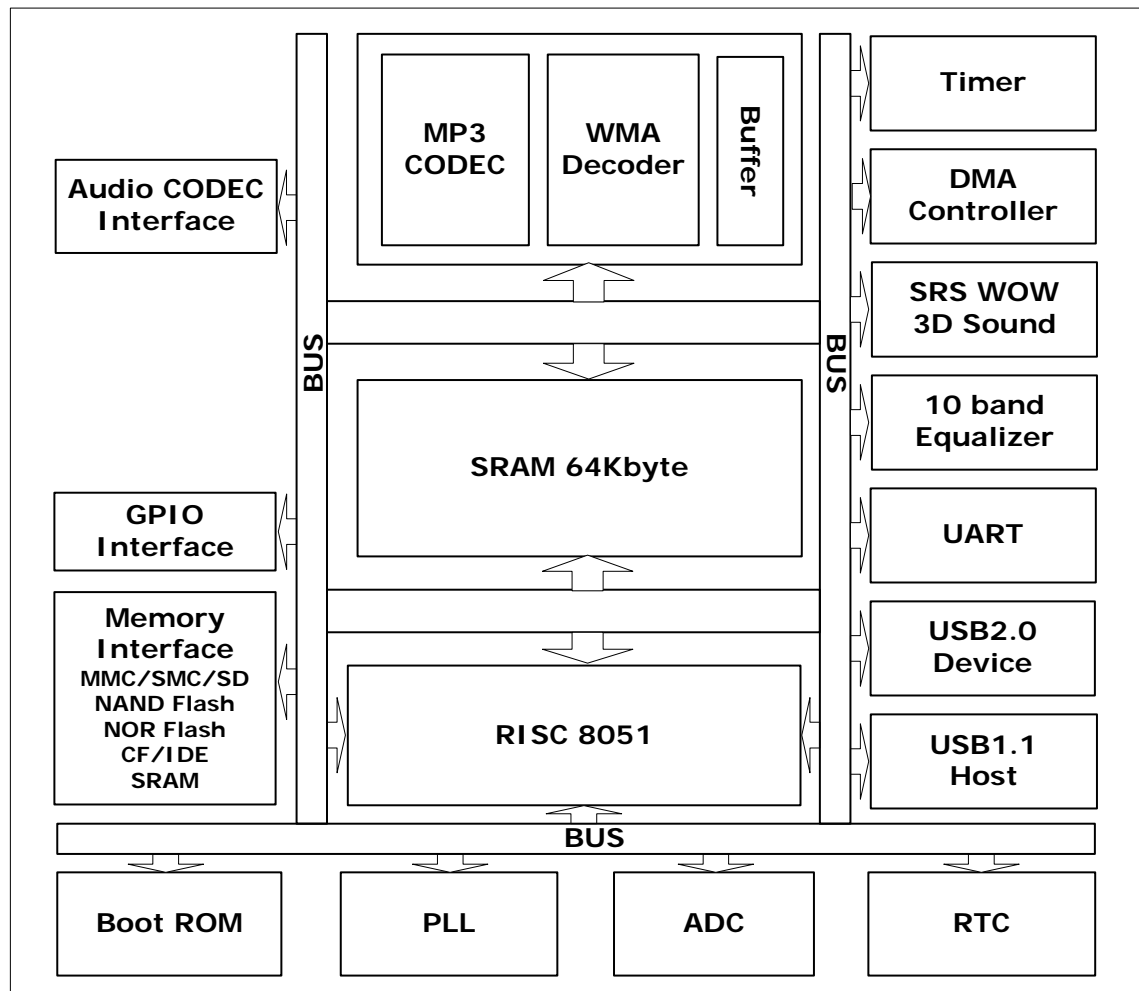 MP3
CODEC
WMA
Decoder
Buffer
Timer
Audio CODEC
Interface
DMA
Controller
SRS WOW
3D Sound
BUS
BUS
10 band
Equalizer
SRAM 64Kbyte
GPIO
Interface
UART
Memory
Interface
MMC/SMC/SD
NAND Flash
NOR Flash
CF/IDE
SRAM
USB2.0
Device
RISC 8051
USB1.1
Host
BUS
Boot ROM
PLL
ADC
RTC